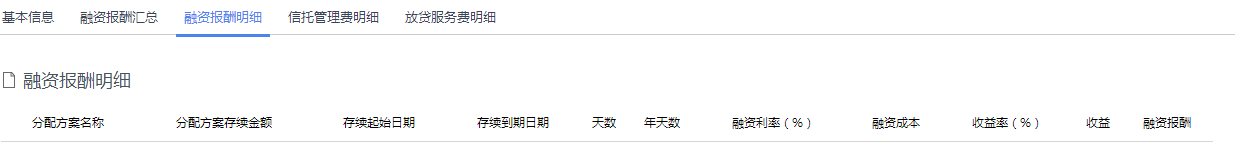 基本信息 融资报酬汇总 融资报酬明细 信托管理费明细 放贷服务费明细
融资报酬明细
分配方案名称 分配方案存续金额 存续起始日期 存续到期日期 天数 年天数 融资利率（%） 融资成本 收益率（%） 收益 融资报酬